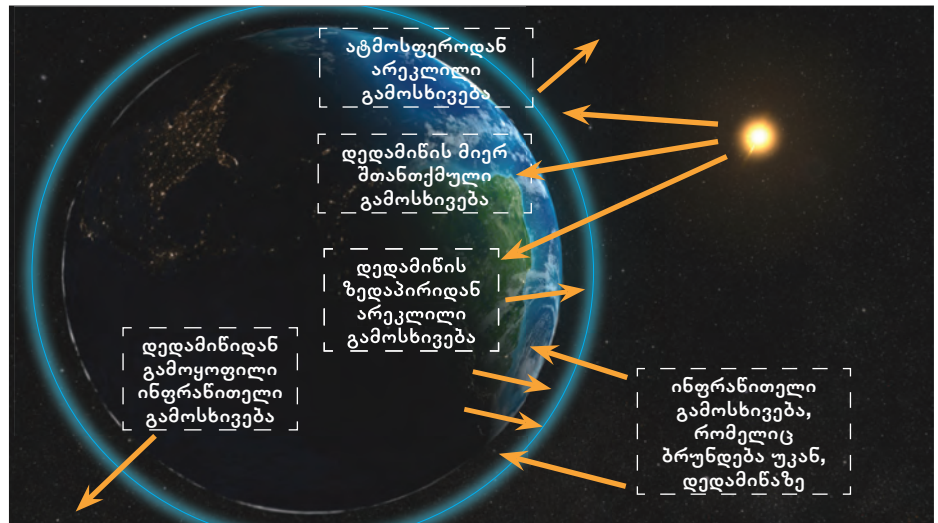 ატმოსფეროდან
არეკლილი
გამოსხივება
დედამიწის მიერ
შთანთქმული
გამოსხივება
დედამიწის
ზედაპირიდან
არეკლილი
გამოსხივება
დედამიწიდან
გამოყოფილი
ინფრაწითელი
გამოსხივება
ინფრაწითელი
გამოსხივება,
რომელიც
ბრუნდება უკან,
დედამიწაზე